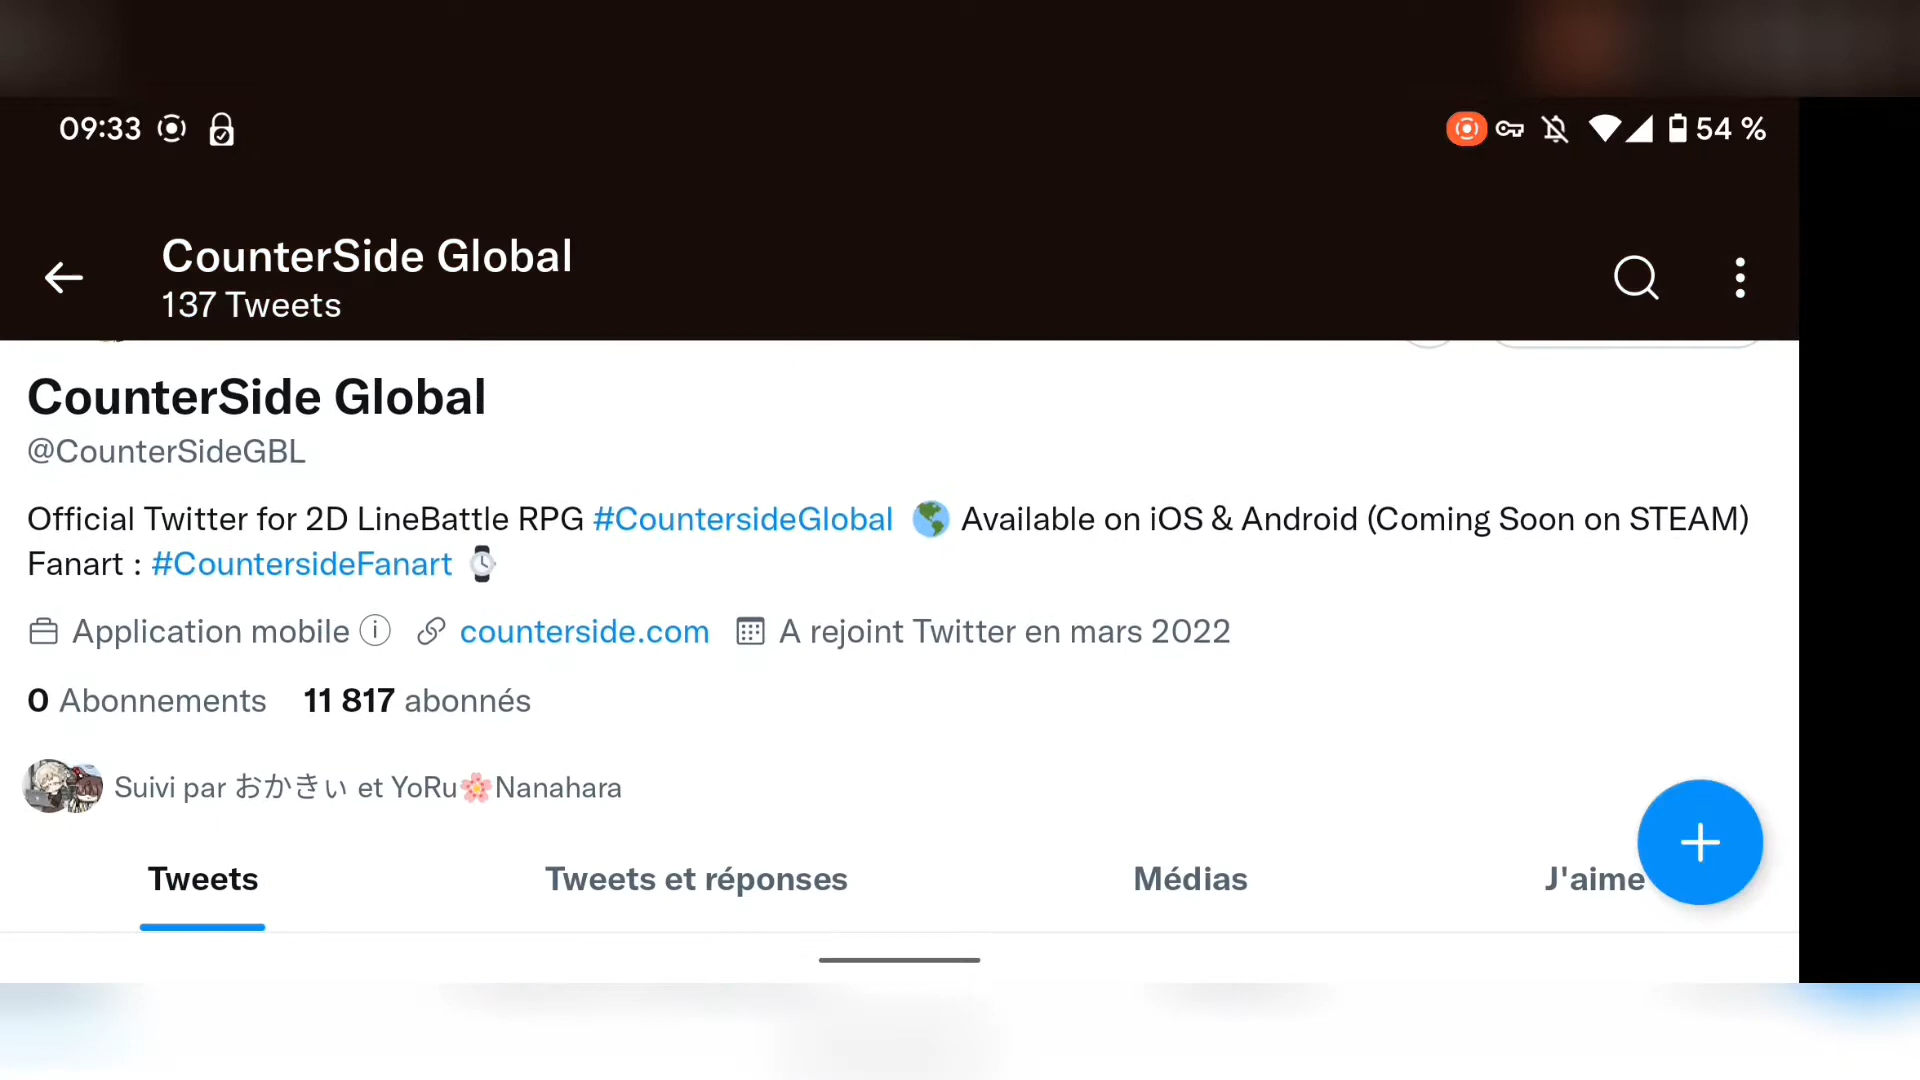 09:33
54 %
CounterSide Global
137 Tweets
CounterSide Global
@CounterSideGBL
Official Twitter for 2D LineBattle RPG #CountersideGlobal 🌎 Available on iOS & Android (Coming Soon on STEAM)
Fanart : #CountersideFanart ⌚
Application mobile counterside.com A rejoint Twitter en mars 2022
0 Abonnements 11 817 abonnés
Suivi par おかきぃ et YoRu🌸Nanahara
Tweets Tweets et réponses Médias J'aime